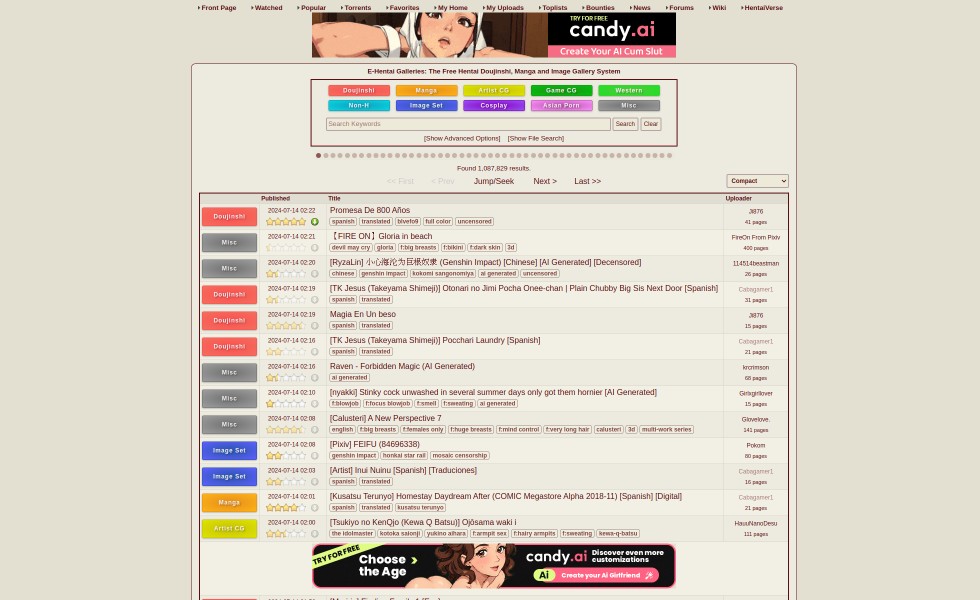 Front Page Watched Popular Torrents Favorites My Home My Uploads Toplists Bounties News Forums Wiki HentaiVerse
TRY FOR FREE
candy.ai
Create Your AI Cum Slut
E-Hentai Galleries: The Free Hentai Doujinshi, Manga and Image Gallery System
Doujinshi Manga Artist CG Game CG Western
Non-H Image Set Cosplay Asian Porn Misc
Search Keywords Search Clear
[Show Advanced Options] [Show File Search]
Found 1,087,829 results.
<< First < Prev Jump/Seek Next > Last >> Compact
Published Title Uploader
Doujinshi 2024-07-14 02:22 Promesa De 800 Años JI876
spanish translated blvefo9 full color uncensored 41 pages
Misc 2024-07-14 02:21 【FIRE ON】Gloria in beach FireOn From Pixiv
devil may cry gloria f:big breasts f:bikini f:dark skin 3d 400 pages
Misc 2024-07-14 02:20 [RyzaLin] 小心海沦为巨根奴隶 (Genshin Impact) [Chinese] [AI Generated] [Decensored] 114514beastman
chinese genshin impact kokomi sangonomiya ai generated uncensored 26 pages
Doujinshi 2024-07-14 02:19 [TK Jesus (Takeyama Shimeji)] Otonari no Jimi Pocha Onee-chan | Plain Chubby Big Sis Next Door [Spanish] Cabagamer1
spanish translated 31 pages
Doujinshi 2024-07-14 02:19 Magia En Un beso JI876
spanish translated 15 pages
Doujinshi 2024-07-14 02:16 [TK Jesus (Takeyama Shimeji)] Pocchari Laundry [Spanish] Cabagamer1
spanish translated 21 pages
Misc 2024-07-14 02:16 Raven - Forbidden Magic (AI Generated) krcrimson
ai generated 68 pages
Misc 2024-07-14 02:10 [nyakki] Stinky cock unwashed in several summer days only got them hornier [AI Generated] Girlsgirllover
f:blowjob f:focus blowjob f:smell f:sweating ai generated 15 pages
Misc 2024-07-14 02:08 [Calusteri] A New Perspective 7 Glovelove.
english f:big breasts f:females only f:huge breasts f:mind control f:very long hair calusteri 3d multi-work series 141 pages
Image Set 2024-07-14 02:08 [Pixiv] FEIFU (84696338) Pokom
genshin impact honkai star rail mosaic censorship 80 pages
Image Set 2024-07-14 02:03 [Artist] Inui Nuinu [Spanish] [Traduciones] Cabagamer1
spanish translated 16 pages
Manga 2024-07-14 02:01 [Kusatsu Terunyo] Homestay Daydream After (COMIC Megastore Alpha 2018-11) [Spanish] [Digital] Cabagamer1
spanish translated kusatsu terunyo 21 pages
Artist CG 2024-07-14 02:00 [Tsukiyo no KenQjo (Kewa Q Batsu)] Ojōsama waki i HauuNanoDesu
the idolmaster kotoka saionji yukino aihara f:armpit sex f:hairy armpits f:sweating kewa-q-batsu 111 pages
TRY FOR FREE
Choose the Age
candy.ai
Discover even more customizations
Ai Create your AI Girlfriend